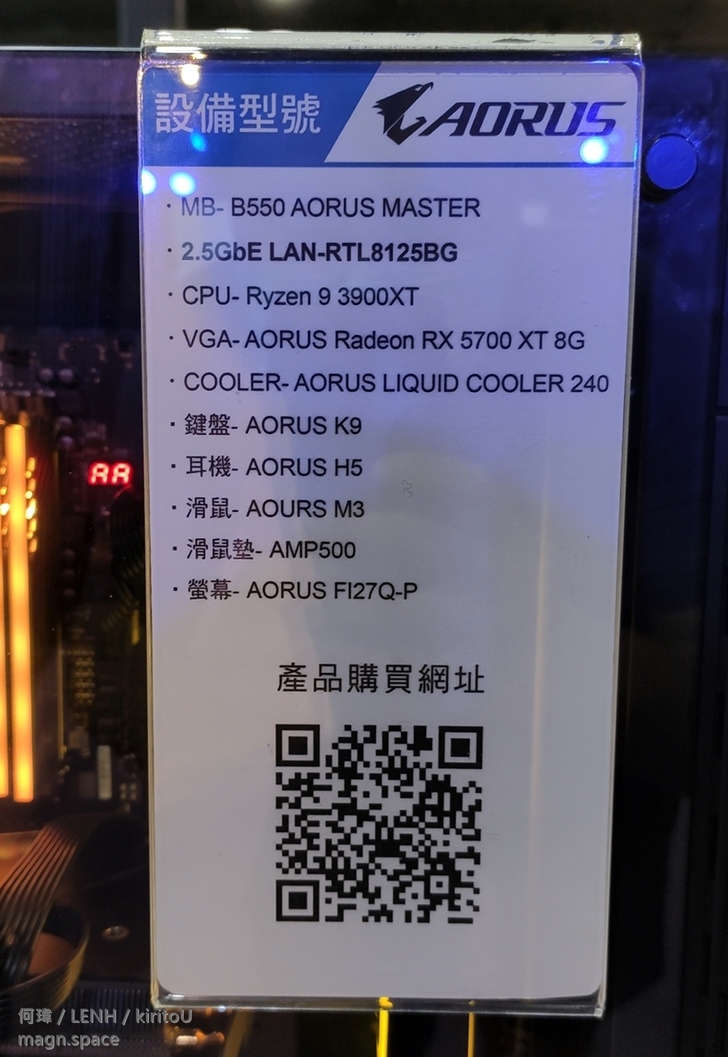 設備型號 AORUS
· MB- B550 AORUS MASTER
· 2.5GbE LAN-RTL8125BG
· CPU- Ryzen 9 3900XT
· VGA- AORUS Radeon RX 5700 XT 8G
· COOLER- AORUS LIQUID COOLER 240
· 鍵盤- AORUS K9
· 耳機- AORUS H5
AA
· 滑鼠- AOURS M3
· 滑鼠墊- AMP500
· 螢幕- AORUS FI27Q-P
產品購買網址
何瑋 / LENH / kiritoU
magn.space